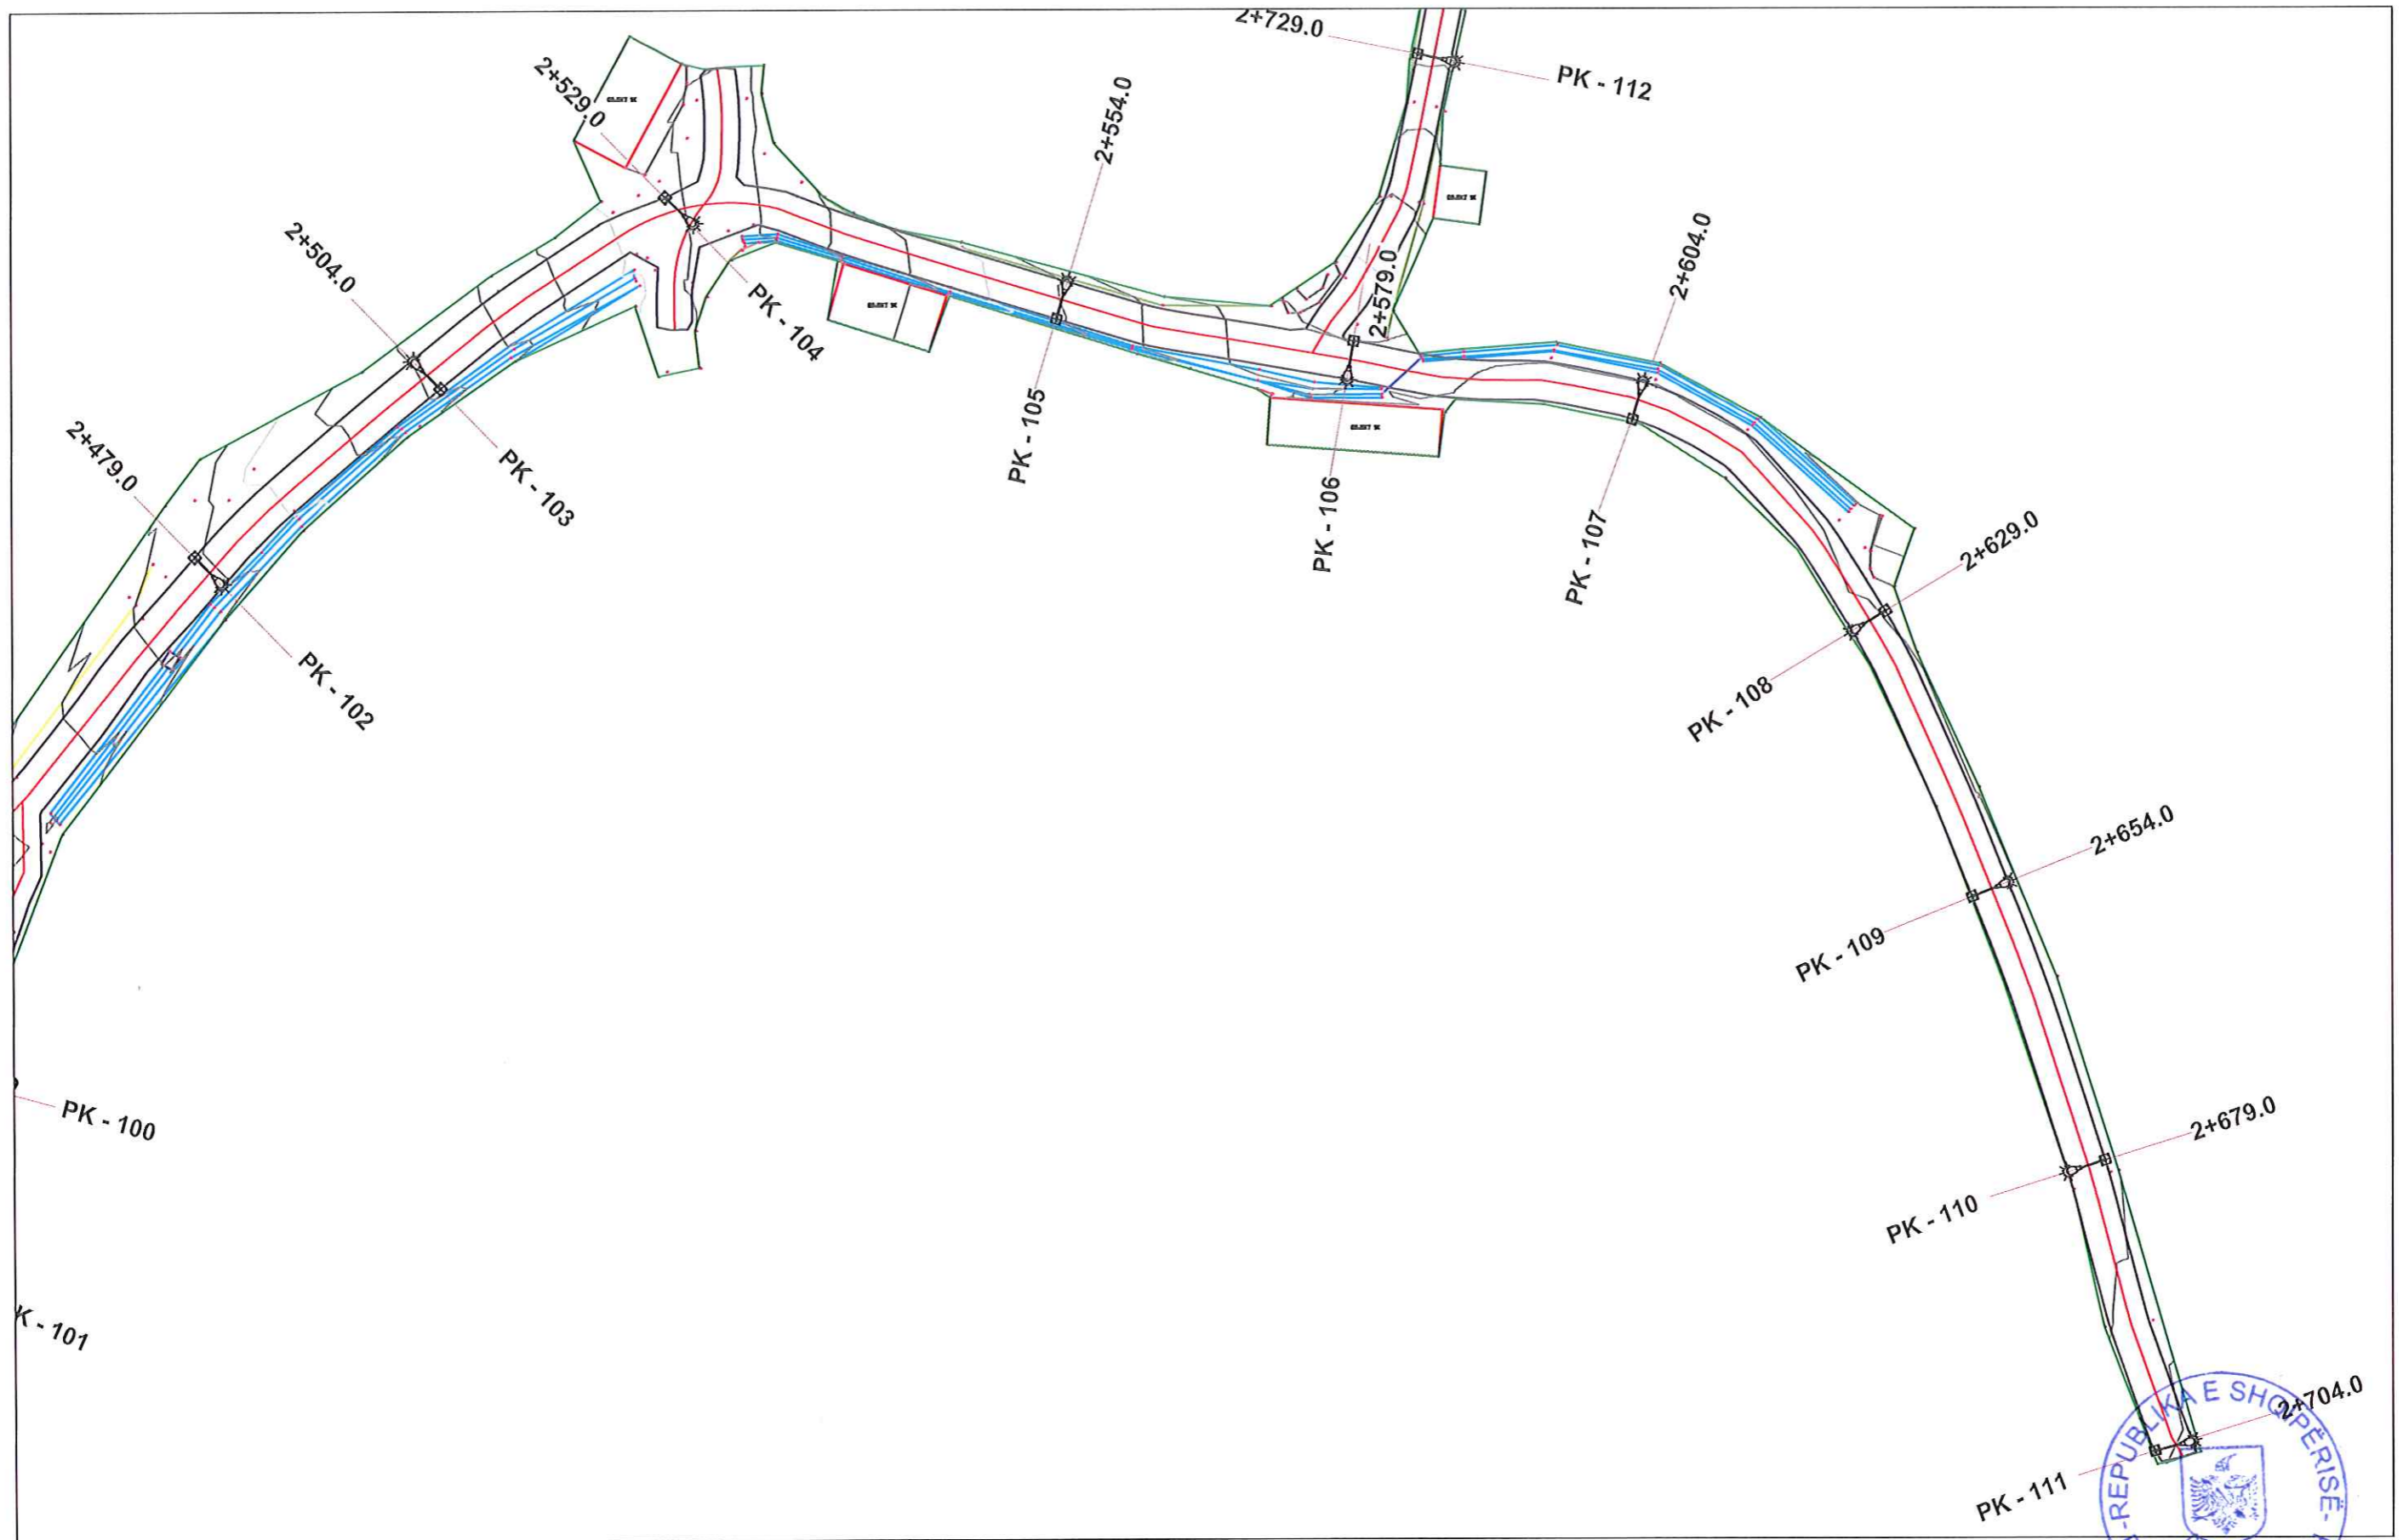 2+729.0
PK - 112
2+529.0
2+554.0
2+504.0
PK - 104
2+579.0
2+604.0
2+479.0
PK - 103
PK - 105
PK - 106
PK - 107
2+629.0
PK - 102
PK - 108
2+654.0
PK - 109
PK - 100
2+679.0
PK - 110
K - 101
2+704.0
PK - 111
-REPUBLIKA E SHQIPËRISË-